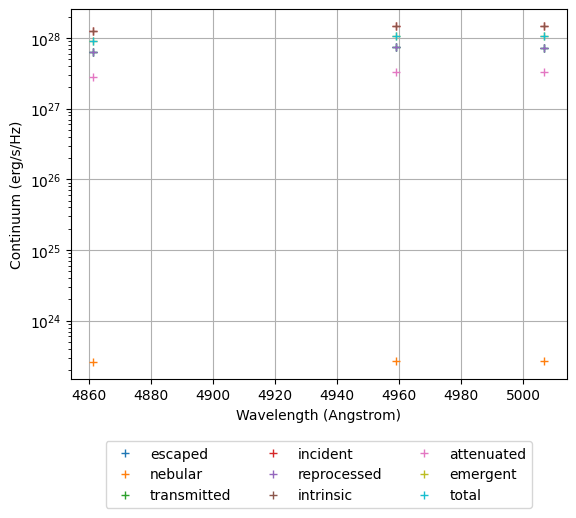 Continuum (erg/s/Hz)
10^28
10^27
10^26
10^25
10^24
4860 4880 4900 4920 4940 4960 4980 5000
Wavelength (Angstrom)
escaped incident attenuated
nebular reprocessed emergent
transmitted intrinsic total